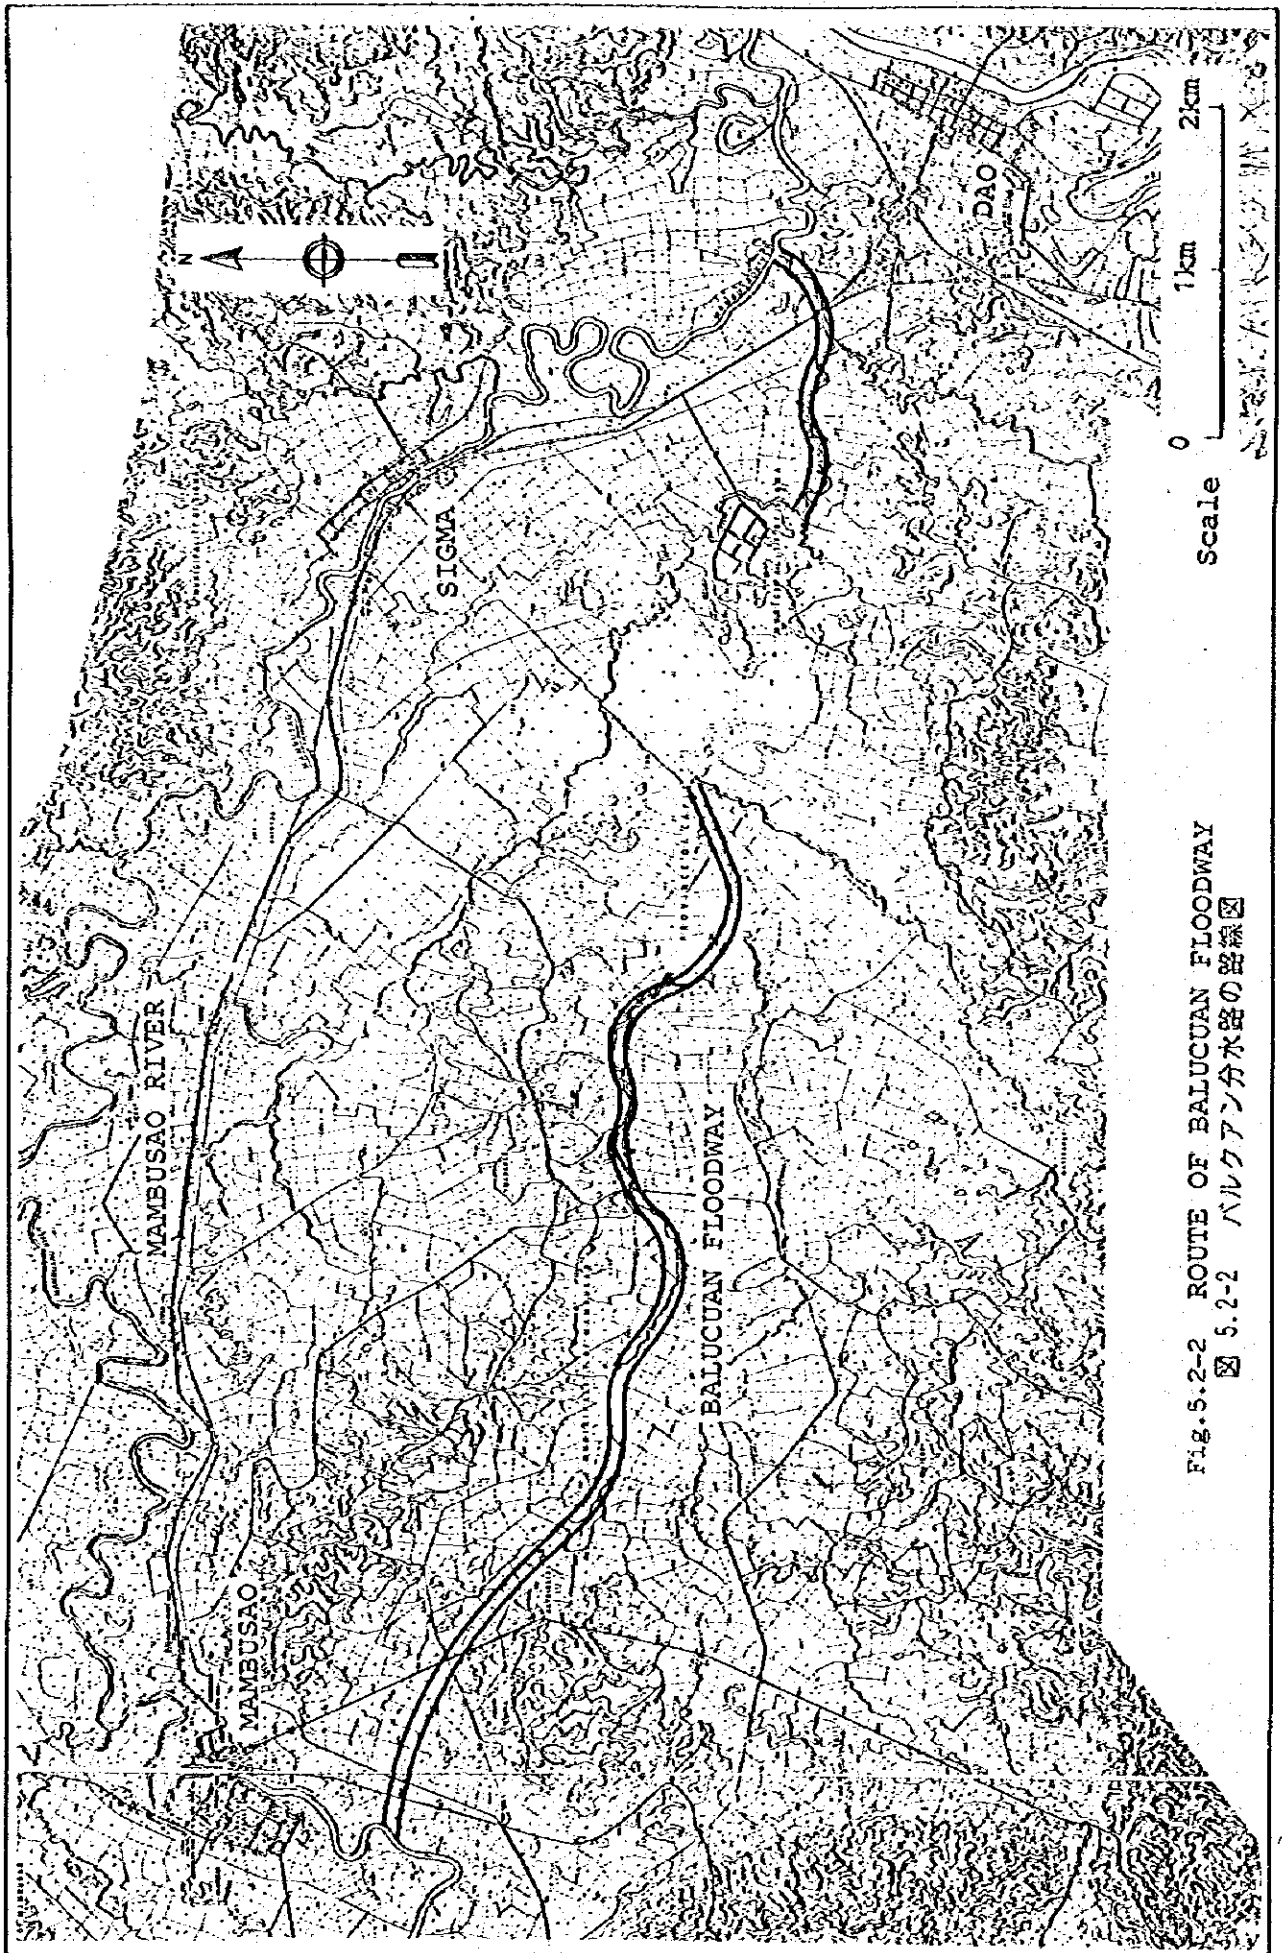 N
MAMBUSAO RIVER
MAMBUSAO
SIGMA
DAO
BALUCUAN FLOODWAY
Scale
0 1km 2km
Fig.5.2-2 ROUTE OF BALUCUAN FLOODWAY
図 5.2-2 バルクアン分水路の路線図